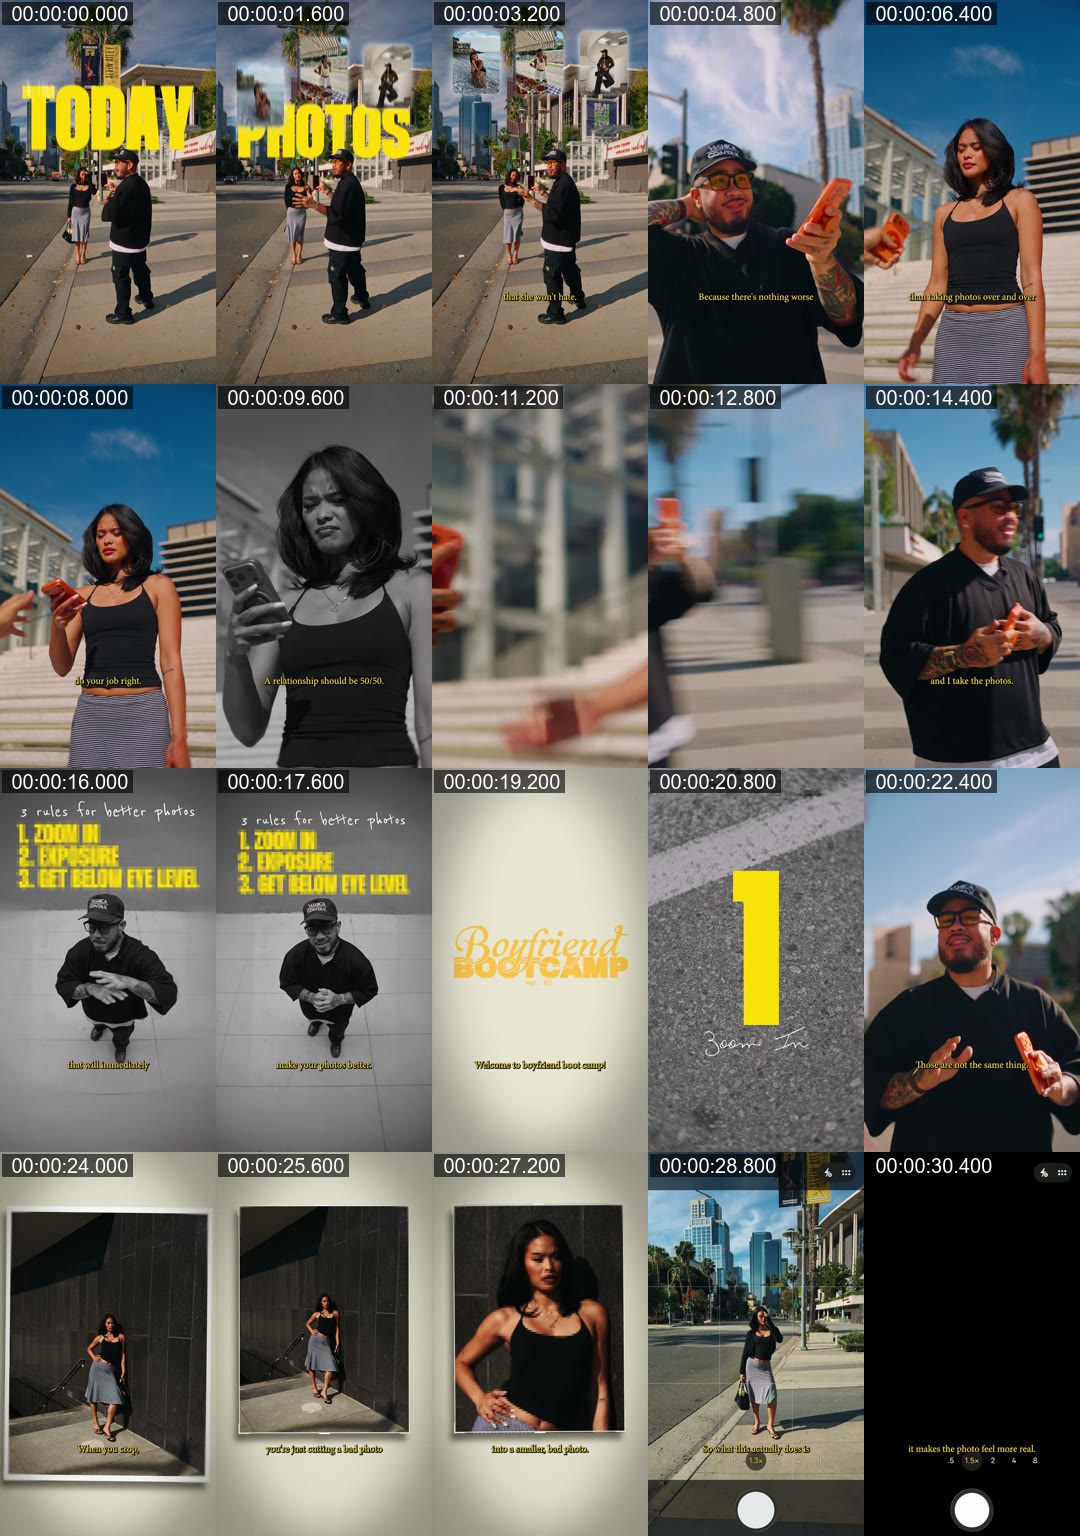 00:00:00.000
TODAY
00:00:01.600
PHOTOS
00:00:03.200
that she won't hate.
00:00:04.800
YASHICA
CONTAX
Because there's nothing worse
00:00:06.400
than taking photos over and over
00:00:08.000
do your job right.
00:00:09.600
A relationship should be 50/50.
00:00:11.200
00:00:12.800
00:00:14.400
and I take the photos.
00:00:16.000
3 rules for better photos
1. ZOOM IN
2. EXPOSURE
3. GET BELOW EYE LEVEL
that will immediately
00:00:17.600
3 rules for better photos
1. ZOOM IN
2. EXPOSURE
3. GET BELOW EYE LEVEL
make your photos better.
00:00:19.200
Boyfriend
BOOTCAMP
no. 01
Welcome to boyfriend boot camp!
00:00:20.800
1
Zoom In
00:00:22.400
YASHICA
CONTAX
Those are not the same thing.
00:00:24.000
When you crop,
00:00:25.600
you're just cutting a bad photo
00:00:27.200
into a smaller, bad photo.
00:00:28.800
So what this actually does is
1.3×
8
00:00:30.400
it makes the photo feel more real.
.5 1.5× 2 4 8